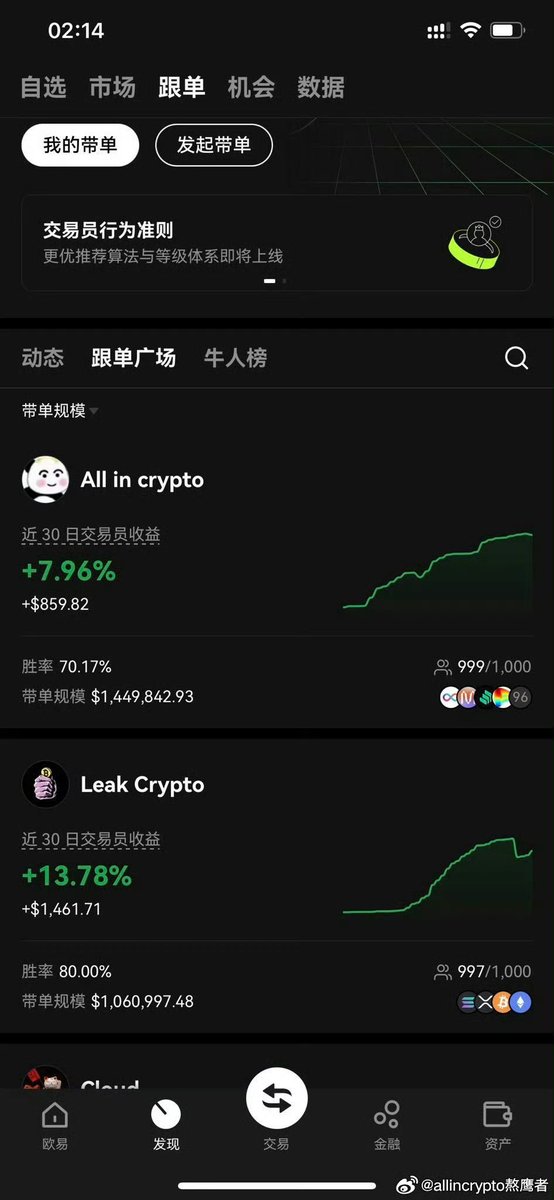 02:14
自选 市场 跟单 机会 数据
我的带单 发起带单
交易员行为准则
更优推荐算法与等级体系即将上线
动态 跟单广场 牛人榜
带单规模
All in crypto
近 30 日交易员收益
+7.96%
+$859.82
胜率 70.17% 999/1,000
带单规模 $1,449,842.93 96
Leak Crypto
近 30 日交易员收益
+13.78%
+$1,461.71
胜率 80.00% 997/1,000
带单规模 $1,060,997.48
Cloud
欧易 发现 交易 金融 资产
@allincrypto熬鹰者